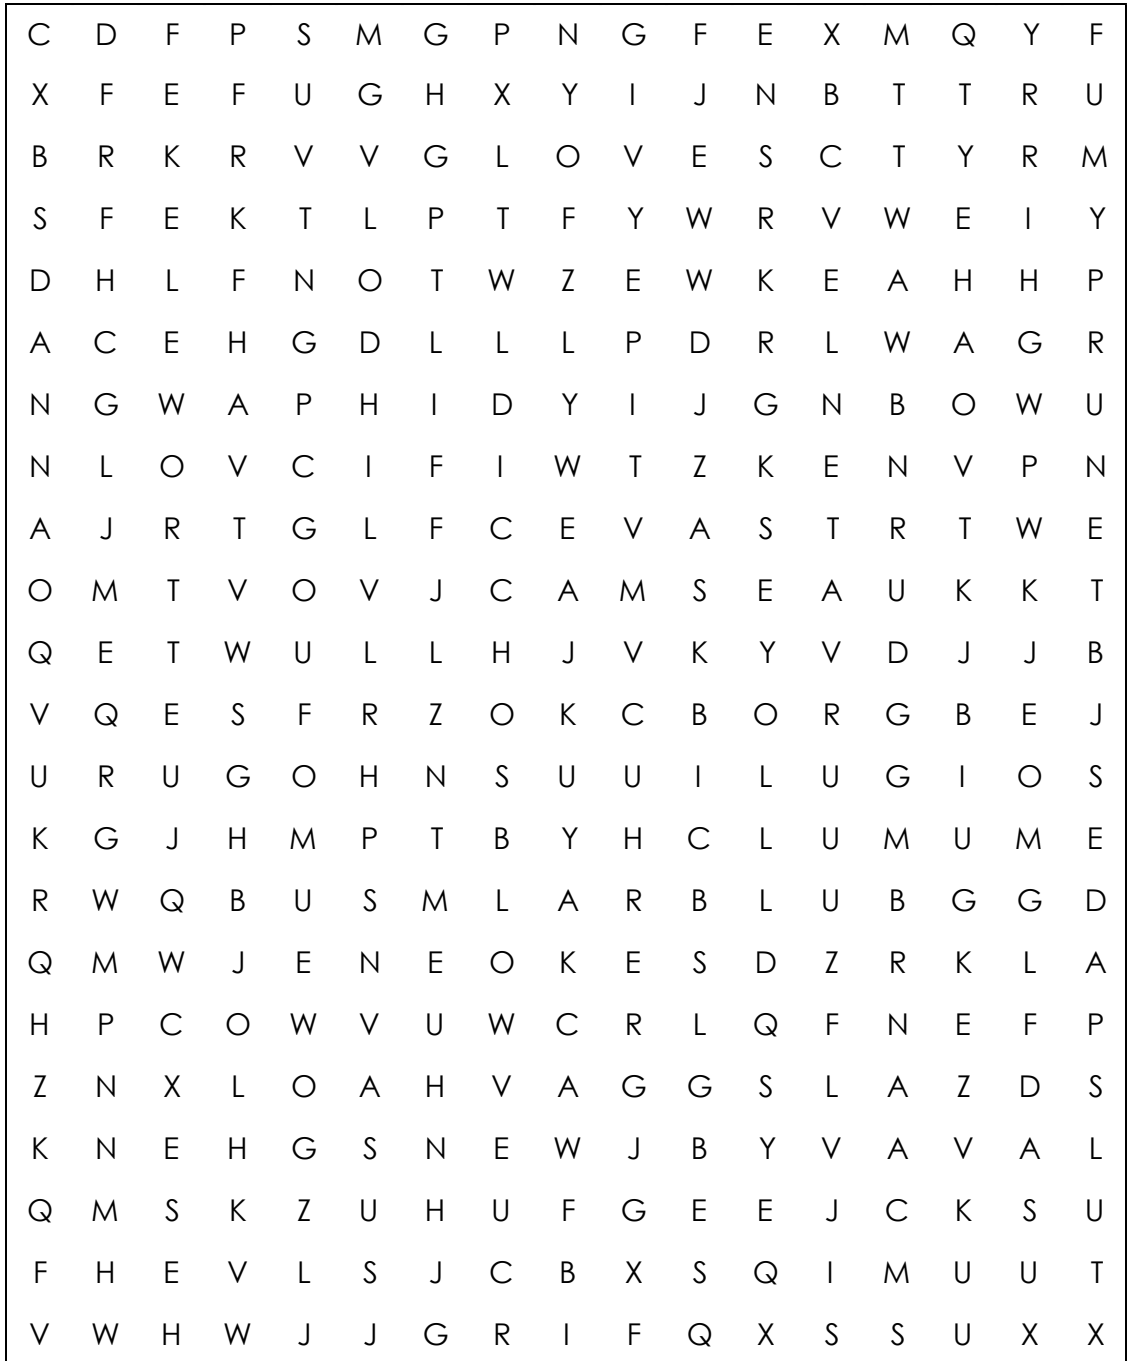 C D F P S M G P N G F E X M Q Y F
X F E F U G H X Y I J N B T T R U
B R K R V V G L O V E S C T Y R M
S F E K T L P T F Y W R V W E I Y
D H L F N O T W Z E W K E A H H P
A C E H G D L L L P D R L W A G R
N G W A P H I D Y I J G N B O W U
N L O V C I F I W T Z K E N V P N
A J R T G L F C E V A S T R T W E
O M T V O V J C A M S E A U K K T
Q E T W U L L H J V K Y V D J J B
V Q E S F R Z O K C B O R G B E J
U R U G O H N S U U I L U G I O S
K G J H M P T B Y H C L U M U M E
R W Q B U S M L A R B L U B G G D
Q M W J E N E O K E S D Z R K L A
H P C O W V U W C R L Q F N E F P
Z N X L O A H V A G G S L A Z D S
K N E H G S N E W J B Y V A V A L
Q M S K Z U H U F G E E J C K S U
F H E V L S J C B X S Q I M U U T
V W H W J J G R I F Q X S S U X X